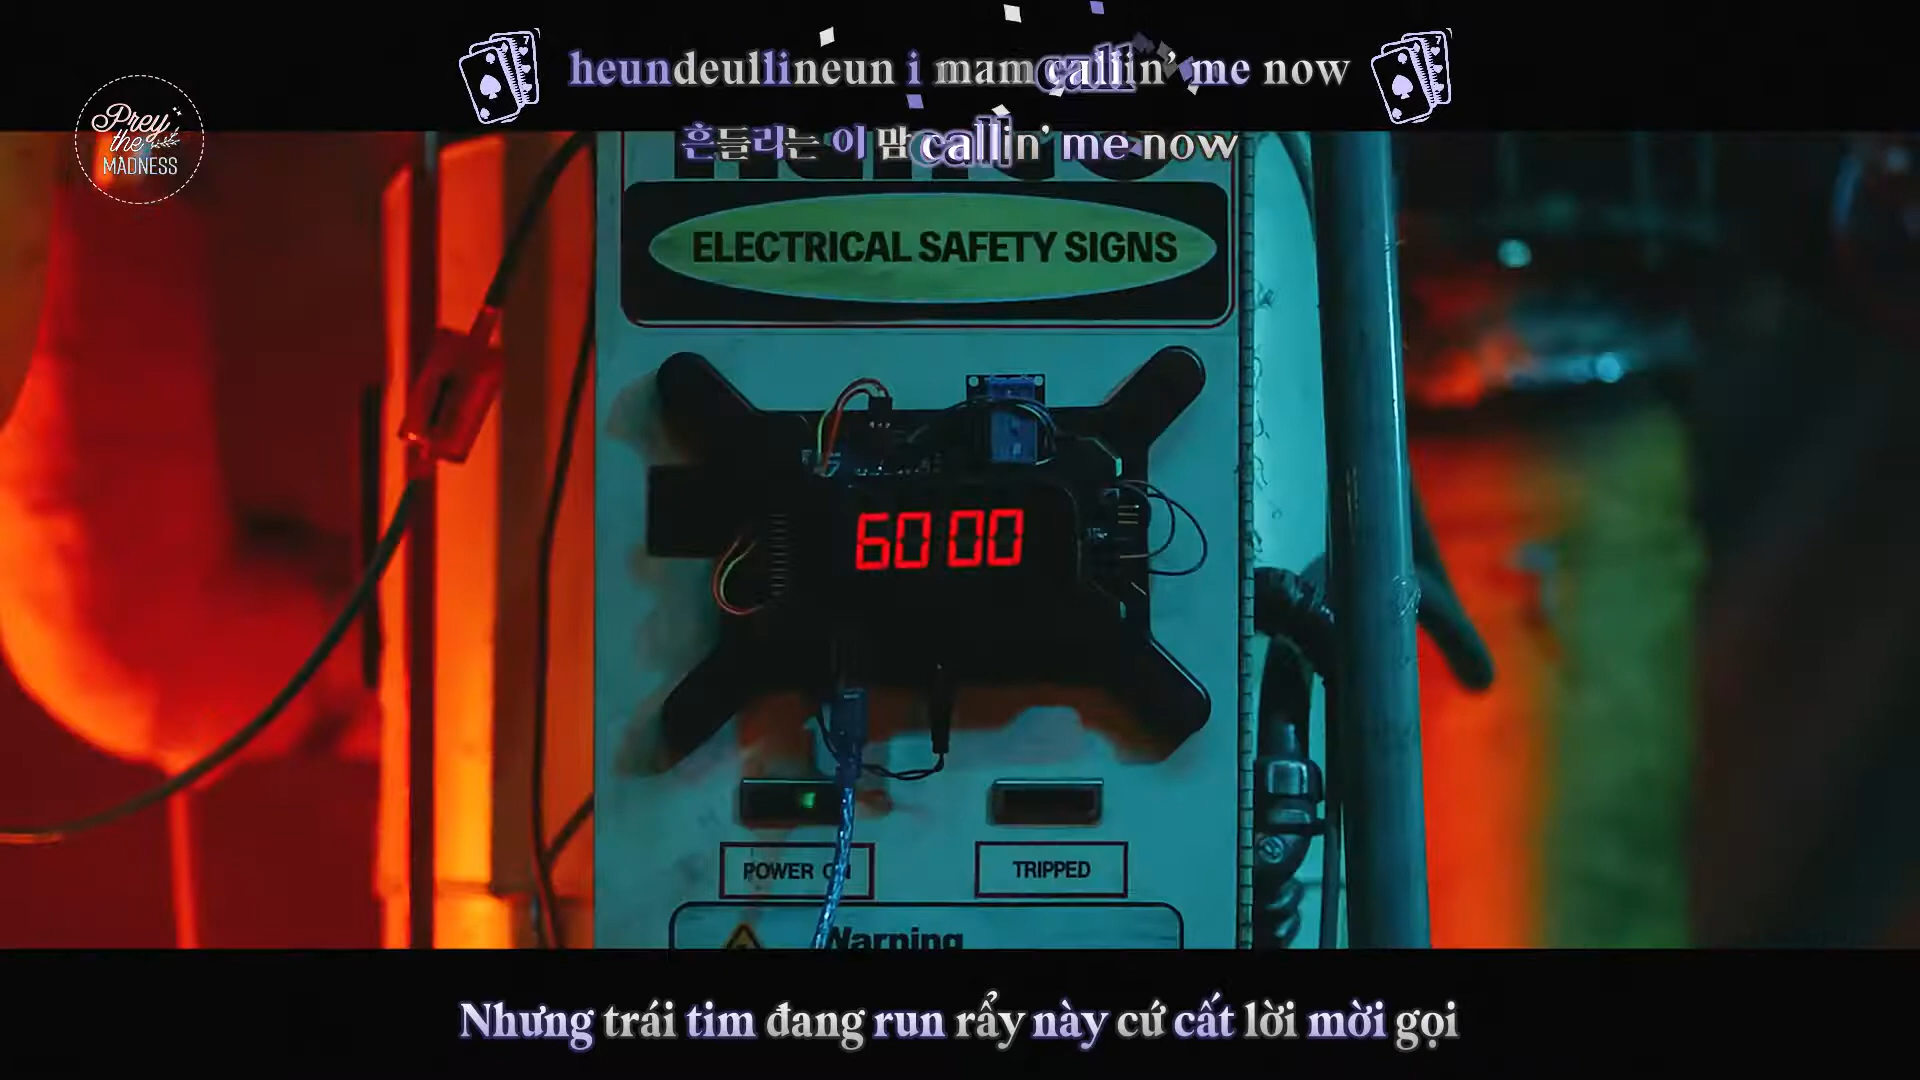 heundeullineun i mam callin' me now
흔들리는 이 맘 callin' me now
Prey
the
MADNESS
ELECTRICAL SAFETY SIGNS
60:00
POWER ON
TRIPPED
Warning
Nhưng trái tim đang run rẩy này cứ cất lời mời gọi